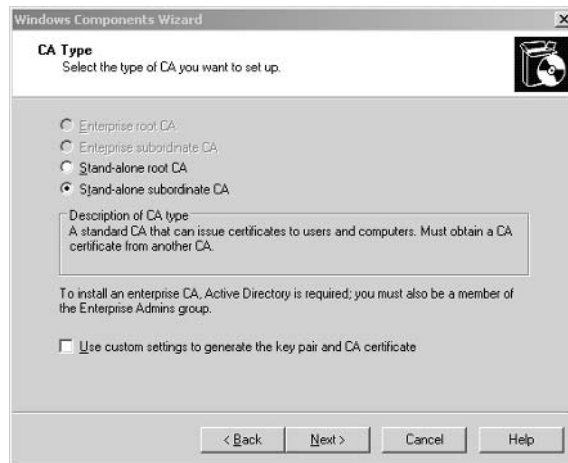 Windows Components Wizard
CA Type
Select the type of CA you want to set up.
Enterprise root CA
Enterprise subordinate CA
Stand-alone root CA
Stand-alone subordinate CA
Description of CA type
A standard CA that can issue certificates to users and computers. Must obtain a CA
certificate from another CA.
To install an enterprise CA, Active Directory is required; you must also be a member of
the Enterprise Admins group.
Use custom settings to generate the key pair and CA certificate
< Back Next > Cancel Help